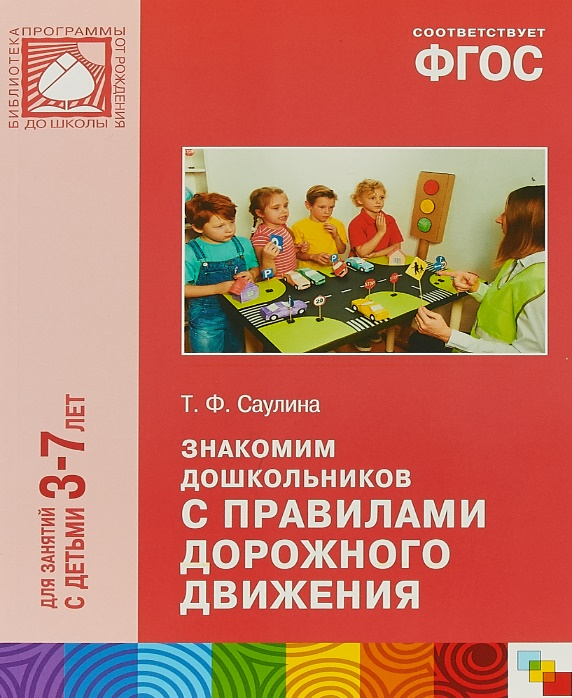 БИБЛИОТЕКА
ПРОГРАММЫ
ОТ РОЖДЕНИЯ
ДО ШКОЛЫ
СООТВЕТСТВУЕТ
ФГОС
Т. Ф. Саулина
ЗНАКОМИМ
ДОШКОЛЬНИКОВ
С ПРАВИЛАМИ
ДОРОЖНОГО
ДВИЖЕНИЯ
ДЛЯ ЗАНЯТИЙ
С ДЕТЬМИ 3-7 ЛЕТ